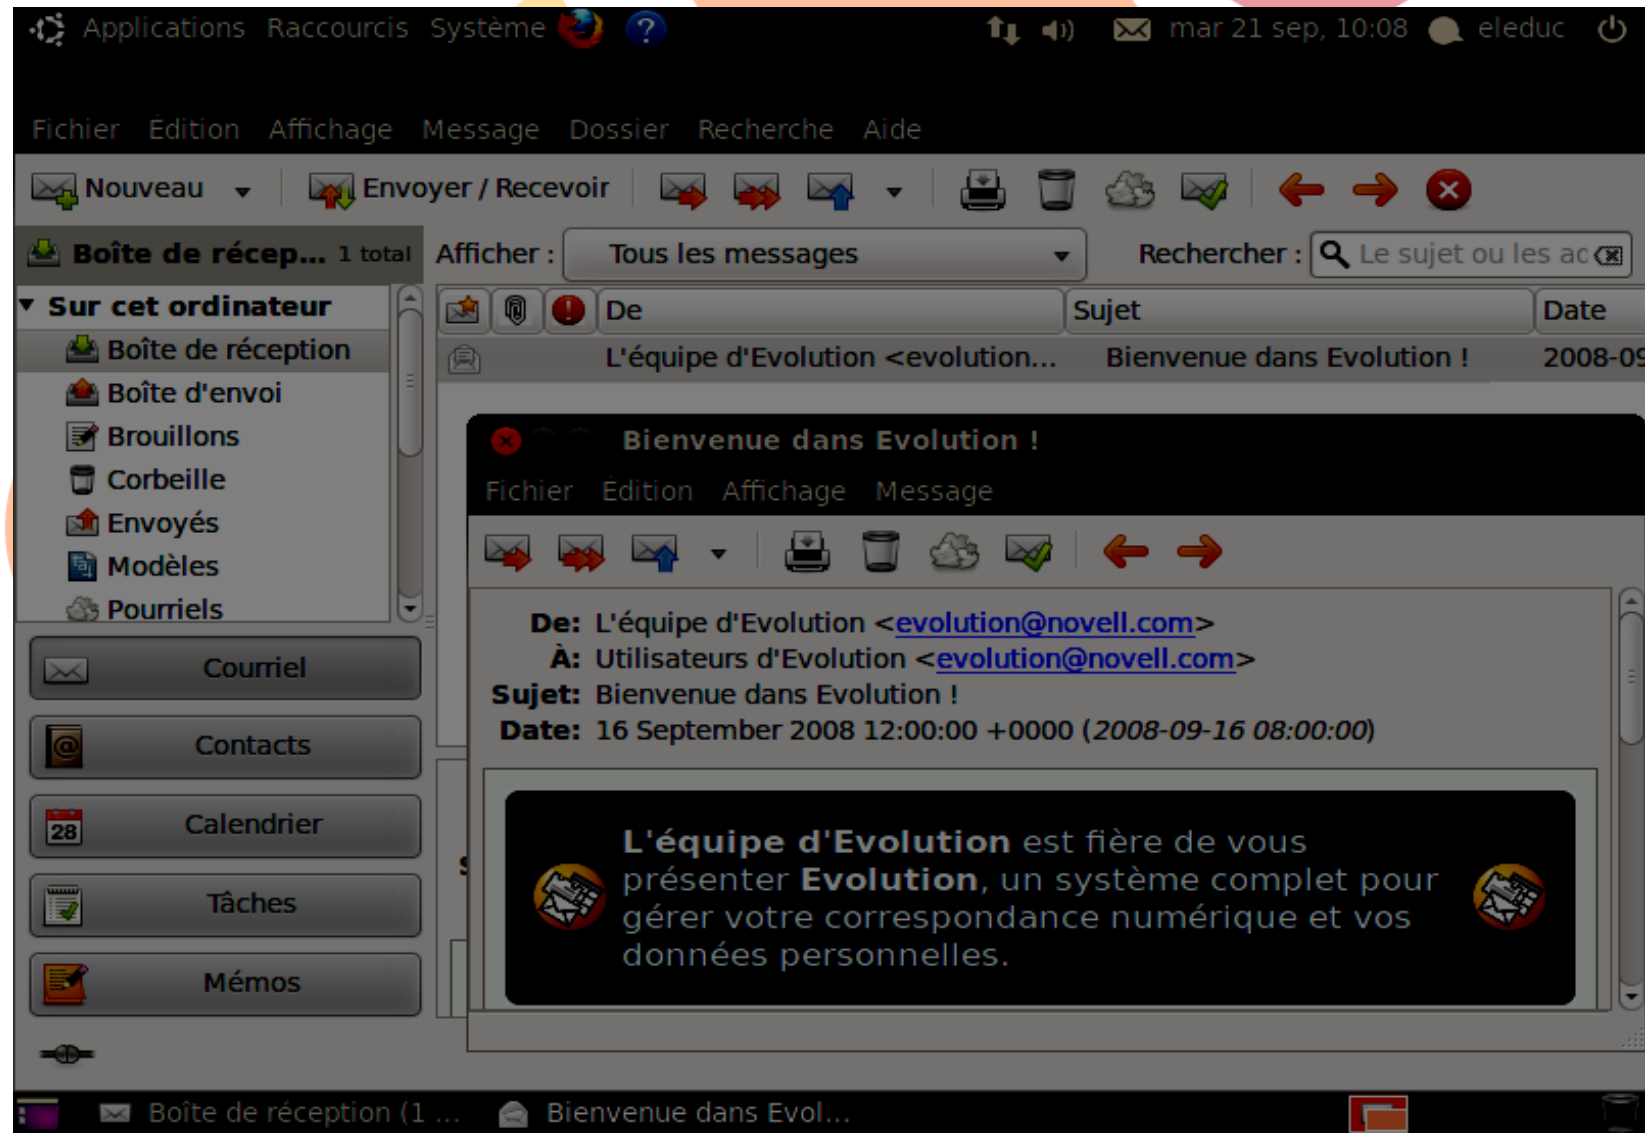 Applications Raccourcis Système ? mar 21 sep, 10:08 eleduc
Fichier Édition Affichage Message Dossier Recherche Aide
Nouveau Envoyer / Recevoir
Boîte de récep... 1 total Afficher : Tous les messages Rechercher : Le sujet ou les ac
Sur cet ordinateur
De Sujet Date
Boîte de réception
L'équipe d'Evolution <evolution... Bienvenue dans Evolution ! 2008-09
Boîte d'envoi
Brouillons
Corbeille
Envoyés
Modèles
Pourriels
Bienvenue dans Evolution !
Fichier Édition Affichage Message
De: L'équipe d'Evolution <evolution@novell.com>
À: Utilisateurs d'Evolution <evolution@novell.com>
Sujet: Bienvenue dans Evolution !
Date: 16 September 2008 12:00:00 +0000 (2008-09-16 08:00:00)
Courriel
Contacts
28 Calendrier
Tâches
Mémos
L'équipe d'Evolution est fière de vous
présenter Evolution, un système complet pour
gérer votre correspondance numérique et vos
données personnelles.
Boîte de réception (1 ... Bienvenue dans Evol...